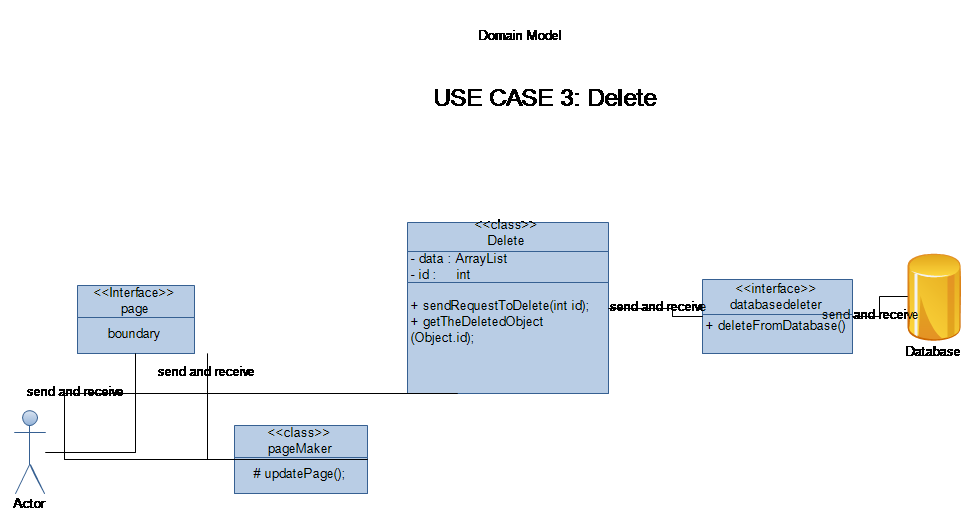 Domain Model
USE CASE 3: Delete
<<class>>
Delete
- data : ArrayList
- id : int
+ sendRequestToDelete(int id);
+ getTheDeletedObject
(Object.id);
<<Interface>>
page
boundary
send and receive
<<interface>>
databasedeleter
+ deleteFromDatabase()
send and receive
Database
send and receive
send and receive
<<class>>
pageMaker
# updatePage();
Actor